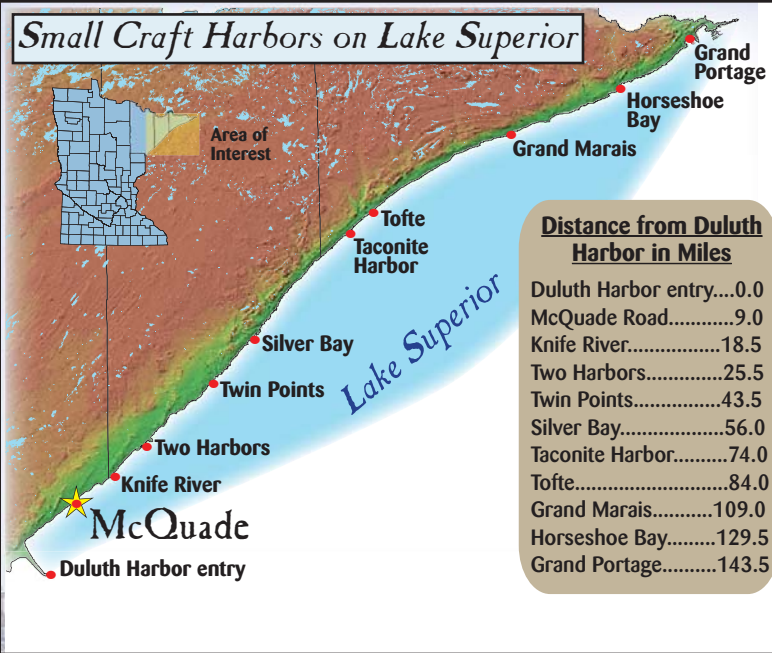 Small Craft Harbors on Lake Superior
Grand
Portage
Horseshoe
Bay
Area of
Interest
Grand Marais
Tofte
Taconite
Harbor
Silver Bay
Lake Superior
Twin Points
Two Harbors
Knife River
McQuade
Duluth Harbor entry
Distance from Duluth
Harbor in Miles
Duluth Harbor entry....0.0
McQuade Road...........9.0
Knife River................18.5
Two Harbors.............25.5
Twin Points...............43.5
Silver Bay..................56.0
Taconite Harbor.........74.0
Tofte..........................84.0
Grand Marais..........109.0
Horseshoe Bay........129.5
Grand Portage.........143.5